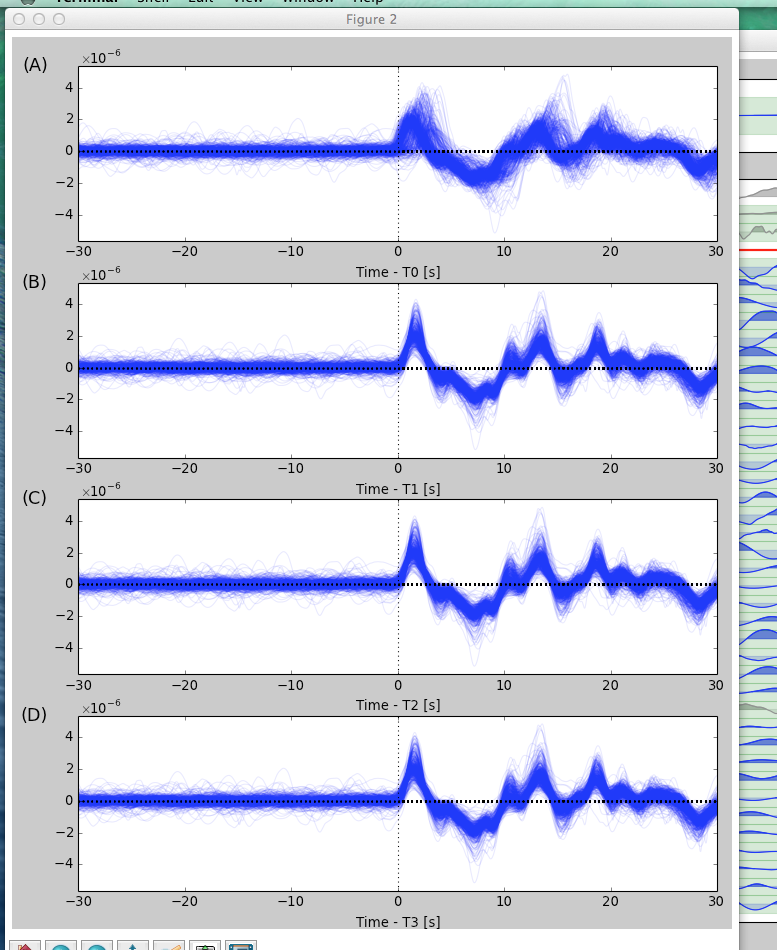 Terminal Shell Edit View Window Help
Figure 2
(A)
×10⁻⁶
4
2
0
−2
−4
−30 −20 −10 0 10 20 30
Time - T0 [s]
(B)
×10⁻⁶
4
2
0
−2
−4
−30 −20 −10 0 10 20 30
Time - T1 [s]
(C)
×10⁻⁶
4
2
0
−2
−4
−30 −20 −10 0 10 20 30
Time - T2 [s]
(D)
×10⁻⁶
4
2
0
−2
−4
−30 −20 −10 0 10 20 30
Time - T3 [s]